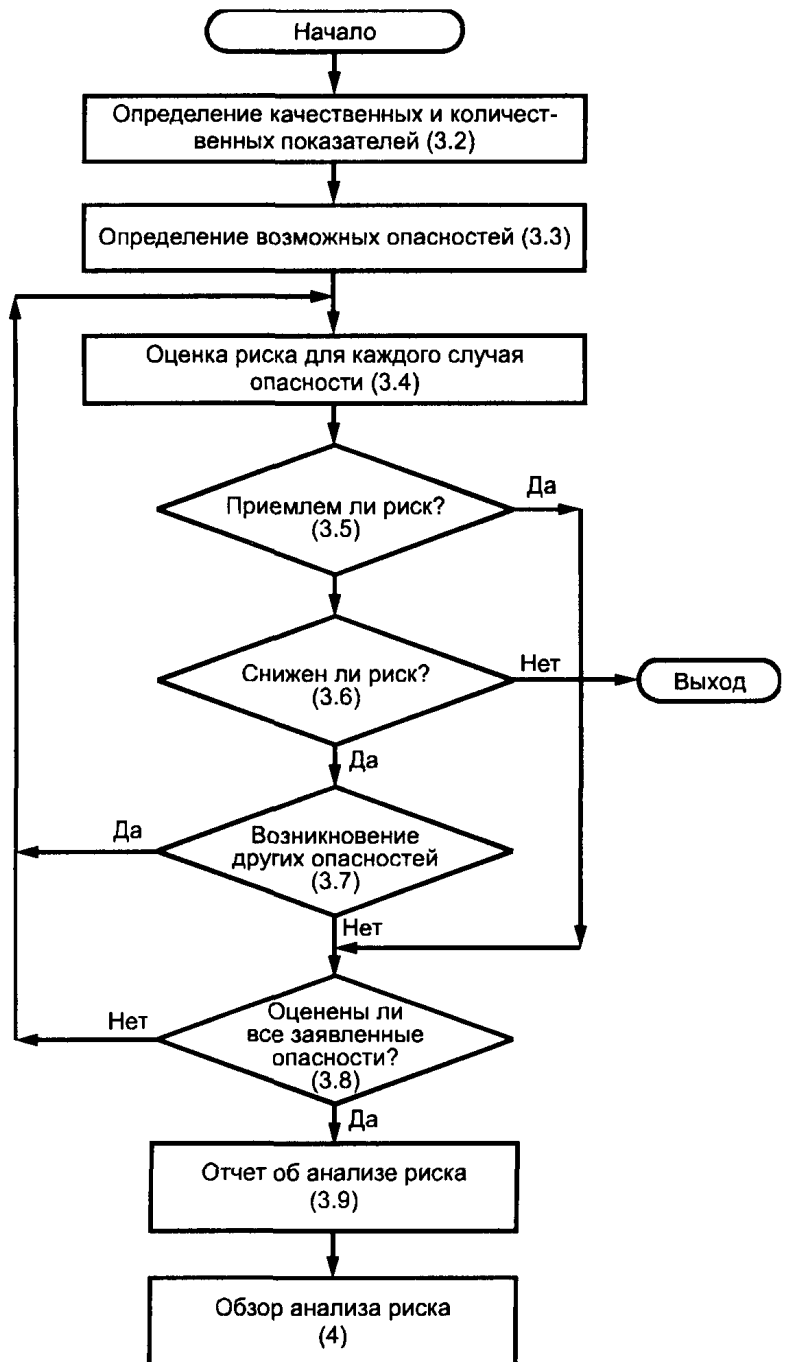 Начало
Определение качественных и количест-
венных показателей (3.2)
Определение возможных опасностей (3.3)
Оценка риска для каждого случая
опасности (3.4)
Приемлем ли риск?
(3.5)
Да
Снижен ли риск?
(3.6)
Нет
Выход
Да
Возникновение
других опасностей
(3.7)
Да
Нет
Оценены ли
все заявленные
опасности?
(3.8)
Нет
Да
Отчет об анализе риска
(3.9)
Обзор анализа риска
(4)